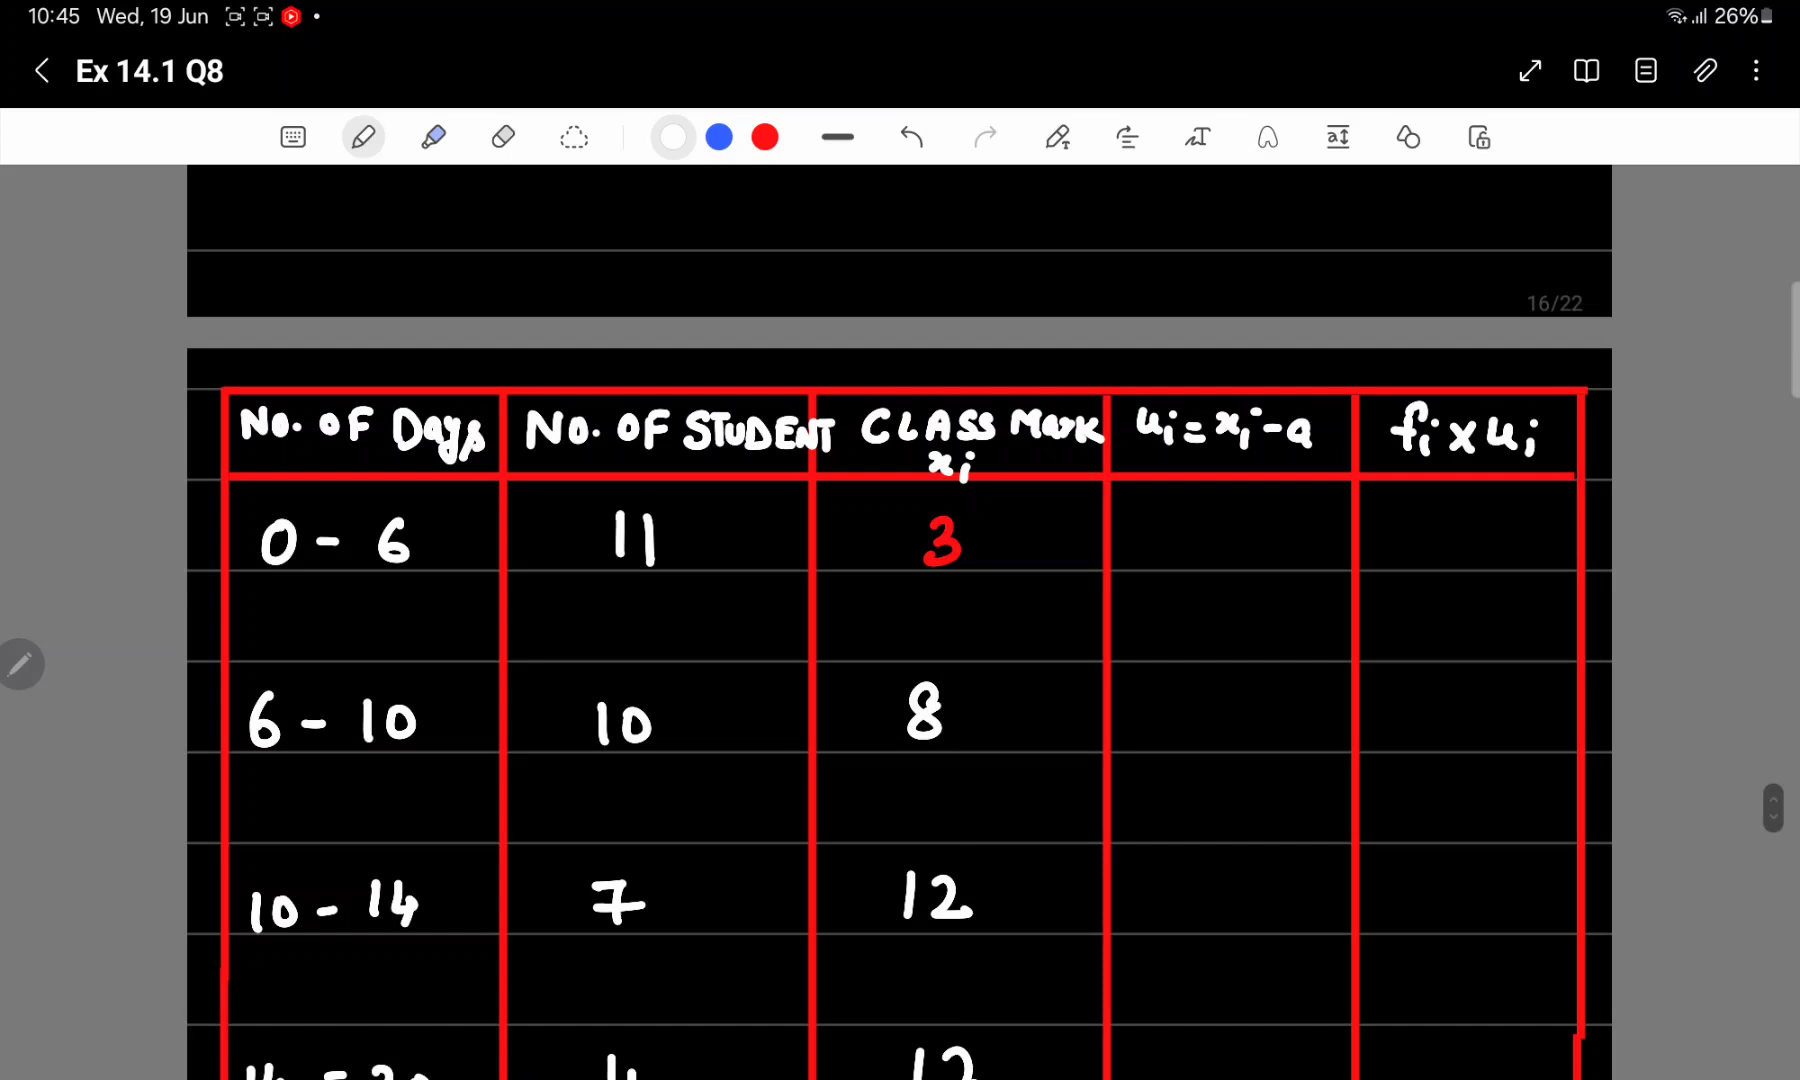 10:45 Wed, 19 Jun 26%
Ex 14.1 Q8
16/22
No. OF Days No. OF STUDENT CLASS Mark xi ui = xi - a fi x ui
0 - 6 11 3
6 - 10 10 8
10 - 14 7 12